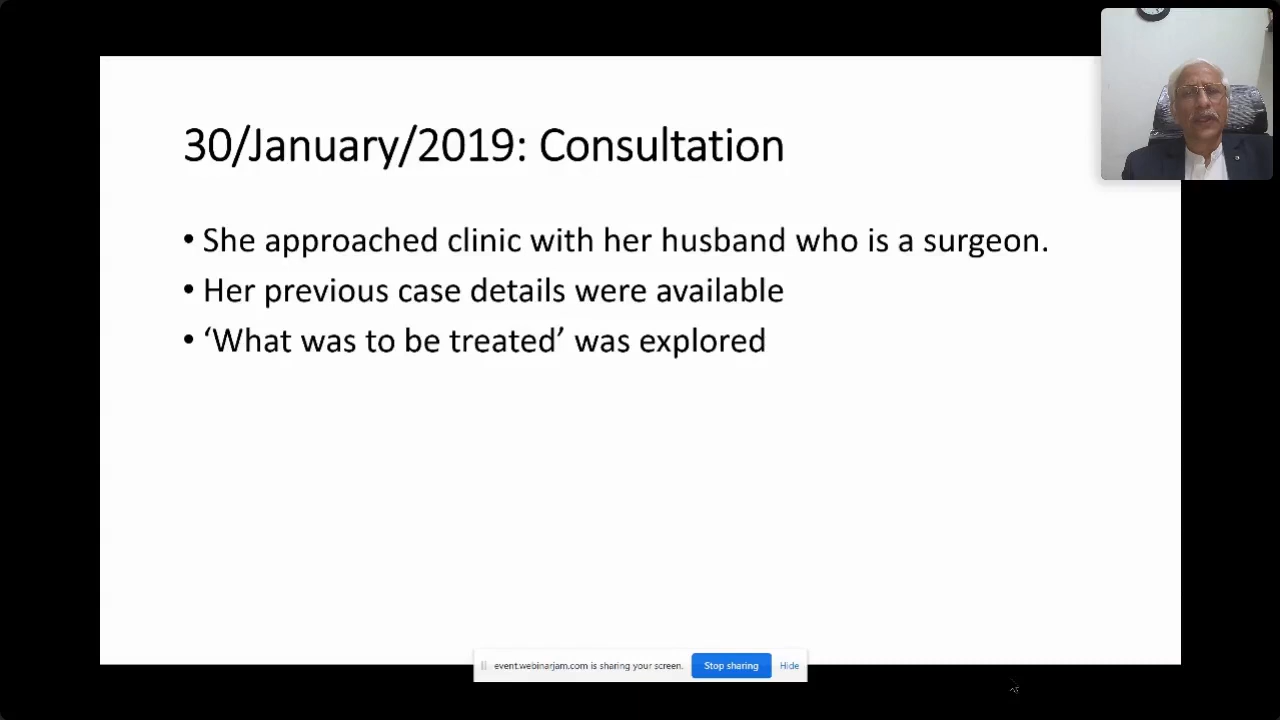 30/January/2019: Consultation
• She approached clinic with her husband who is a surgeon.
• Her previous case details were available
• ‘What was to be treated’ was explored
event.webinarjam.com is sharing your screen. Stop sharing Hide